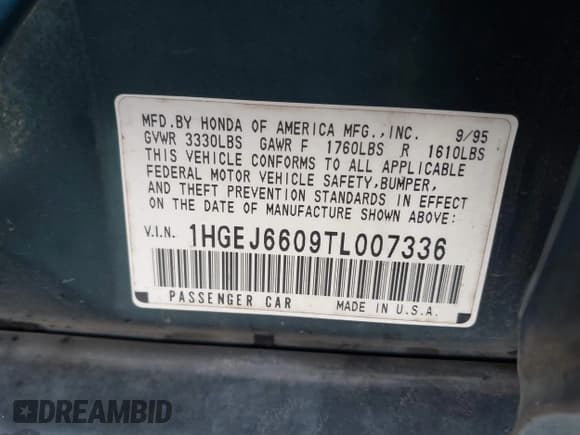 MFD.BY HONDA OF AMERICA MFG.,INC. 9/95
GVWR 3330LBS GAWR F 1760LBS R 1610LBS
THIS VEHICLE CONFORMS TO ALL APPLICABLE
FEDERAL MOTOR VEHICLE SAFETY,BUMPER,
AND THEFT PREVENTION STANDARDS IN EFFECT
ON THE DATE OF MANUFACTURE SHOWN ABOVE:
V.I.N. 1HGEJ6609TL007336
PASSENGER CAR MADE IN U.S.A.
DREAMBID